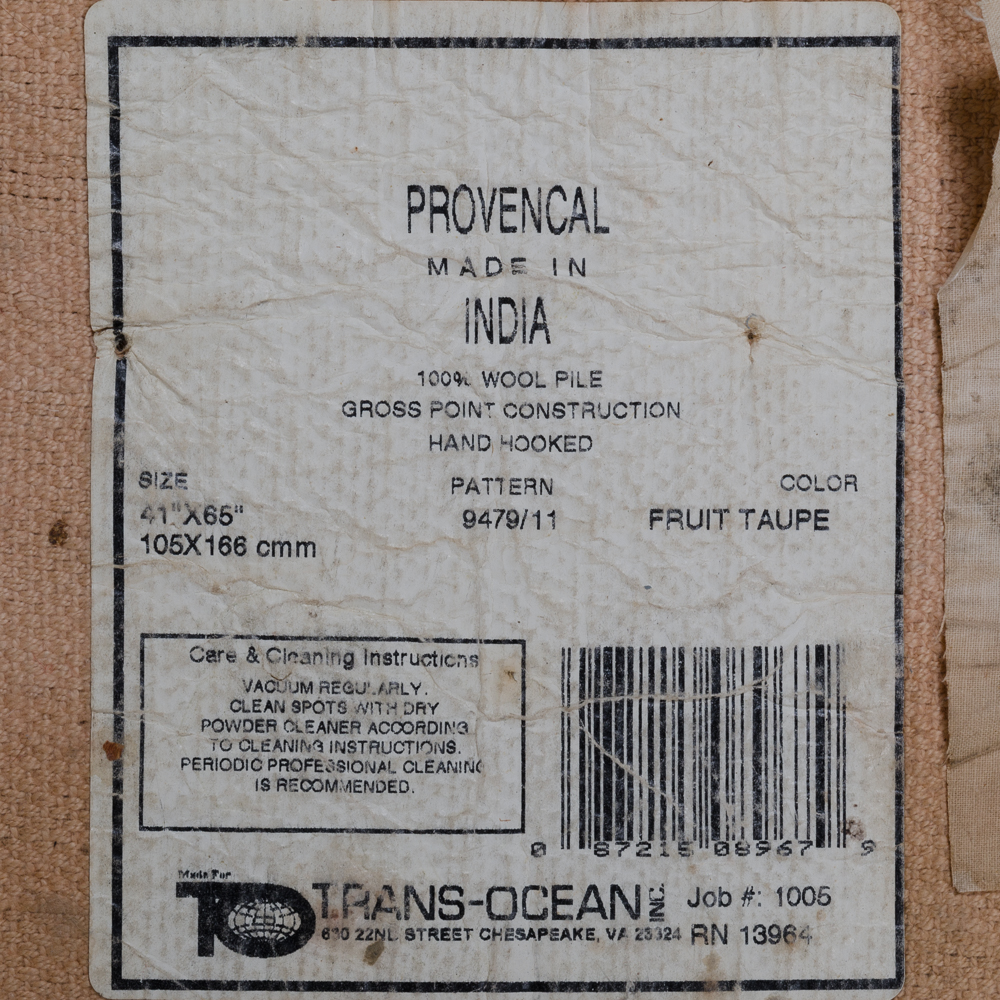 PROVENCAL
MADE IN
INDIA
100% WOOL PILE
GROSS POINT CONSTRUCTION
HAND HOOKED
SIZE PATTERN COLOR
41"X65" 9479/11 FRUIT TAUPE
105X166 cmm
Care & Cleaning Instructions
VACUUM REGULARLY.
CLEAN SPOTS WITH DRY
POWDER CLEANER ACCORDING
TO CLEANING INSTRUCTIONS.
PERIODIC PROFESSIONAL CLEANING
IS RECOMMENDED.
0 87215 08967 9
Made For
TO TRANS-OCEAN INC Job #: 1005
STREET CHESAPEAKE, VA 23324 RN 13964